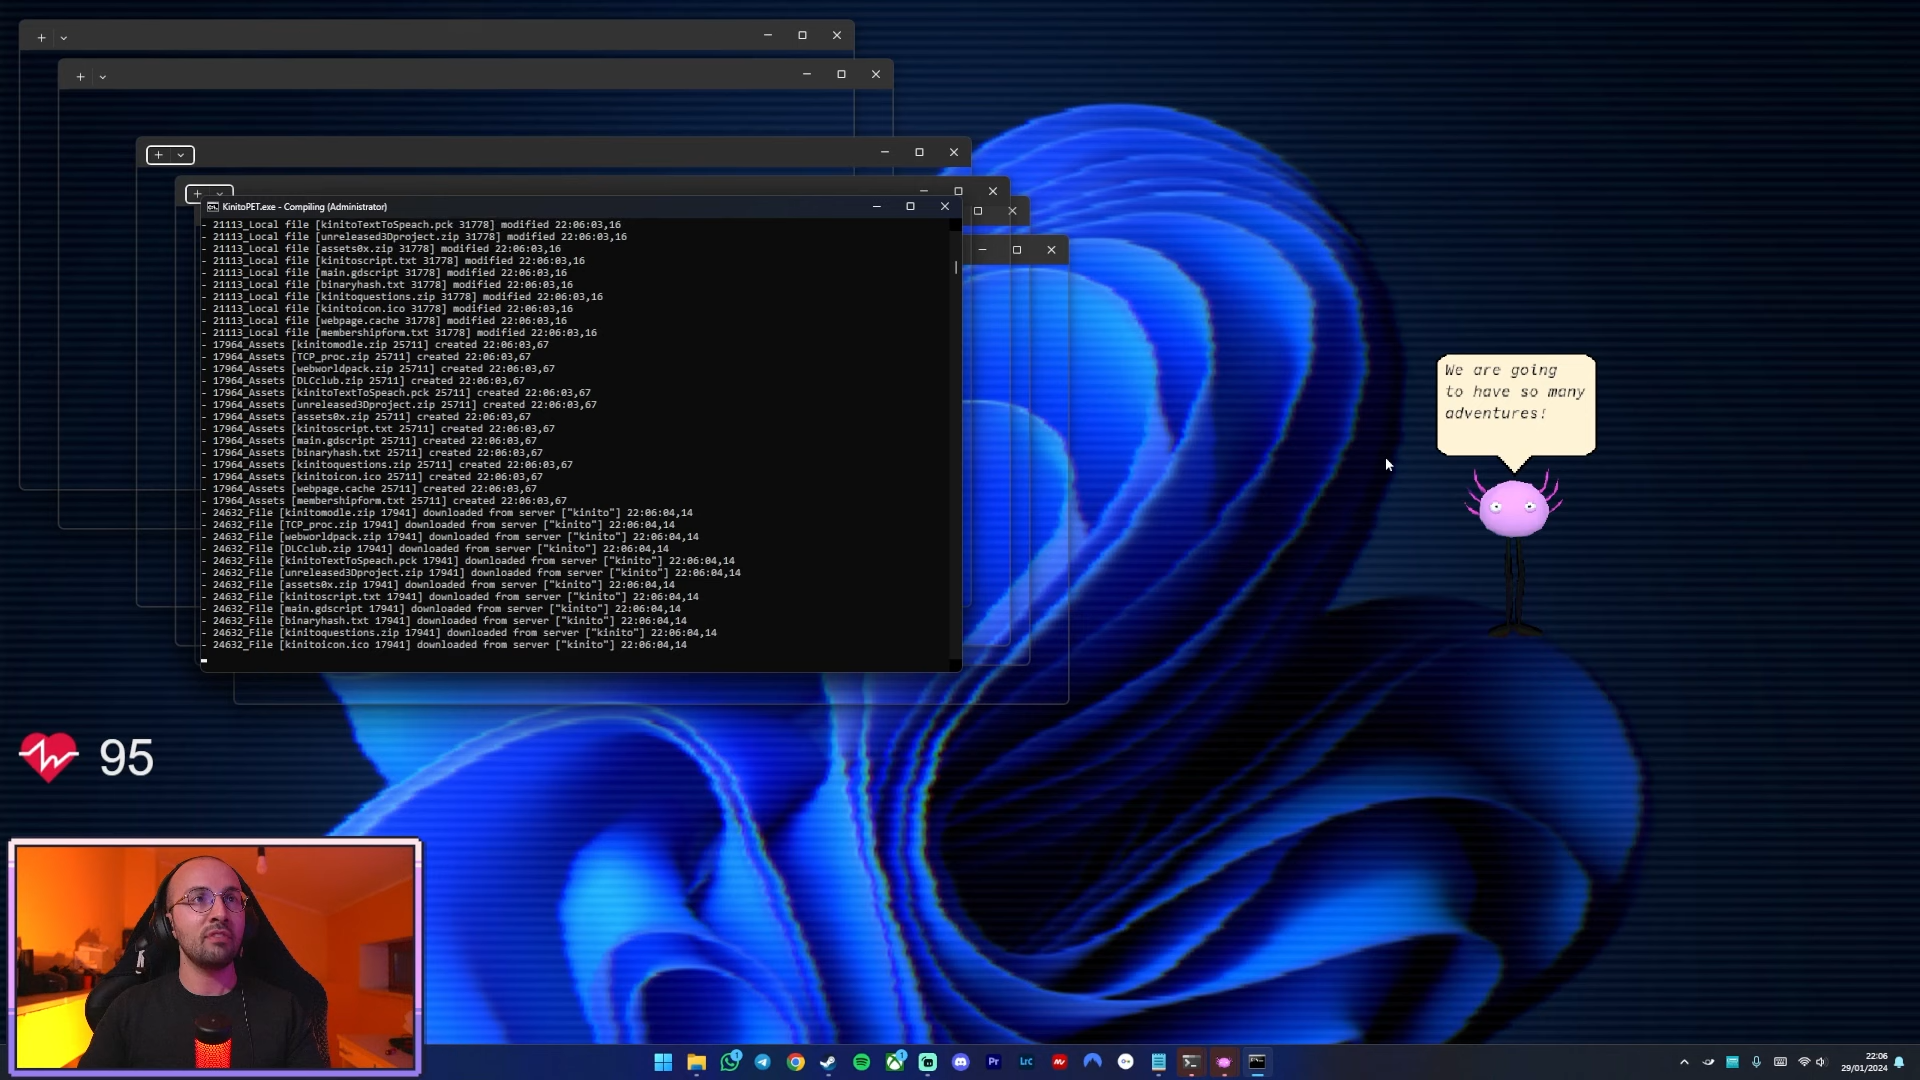 KinitoPET.exe - Compiling (Administrator)
- 21113_Local file [kinitoTextToSpeach.pck 31778] modified 22:06:03,16
- 21113_Local file [unreleased3Dproject.zip 31778] modified 22:06:03,16
- 21113_Local file [assets0x.zip 31778] modified 22:06:03,16
- 21113_Local file [kinitoscript.txt 31778] modified 22:06:03,16
- 21113_Local file [main.gdscript 31778] modified 22:06:03,16
- 21113_Local file [binaryhash.txt 31778] modified 22:06:03,16
- 21113_Local file [kinitoquestions.zip 31778] modified 22:06:03,16
- 21113_Local file [kinitoicon.ico 31778] modified 22:06:03,16
- 21113_Local file [webpage.cache 31778] modified 22:06:03,16
- 21113_Local file [membershipform.txt 31778] modified 22:06:03,16
- 17964_Assets [kinitomodle.zip 25711] created 22:06:03,67
- 17964_Assets [TCP_proc.zip 25711] created 22:06:03,67
- 17964_Assets [webworldpack.zip 25711] created 22:06:03,67
- 17964_Assets [DLCclub.zip 25711] created 22:06:03,67
- 17964_Assets [kinitoTextToSpeach.pck 25711] created 22:06:03,67
- 17964_Assets [unreleased3Dproject.zip 25711] created 22:06:03,67
- 17964_Assets [assets0x.zip 25711] created 22:06:03,67
- 17964_Assets [kinitoscript.txt 25711] created 22:06:03,67
- 17964_Assets [main.gdscript 25711] created 22:06:03,67
- 17964_Assets [binaryhash.txt 25711] created 22:06:03,67
- 17964_Assets [kinitoquestions.zip 25711] created 22:06:03,67
- 17964_Assets [kinitoicon.ico 25711] created 22:06:03,67
- 17964_Assets [webpage.cache 25711] created 22:06:03,67
- 17964_Assets [membershipform.txt 25711] created 22:06:03,67
- 24632_File [kinitomodle.zip 17941] downloaded from server ["kinito"] 22:06:04,14
- 24632_File [TCP_proc.zip 17941] downloaded from server ["kinito"] 22:06:04,14
- 24632_File [webworldpack.zip 17941] downloaded from server ["kinito"] 22:06:04,14
- 24632_File [DLCclub.zip 17941] downloaded from server ["kinito"] 22:06:04,14
- 24632_File [kinitoTextToSpeach.pck 17941] downloaded from server ["kinito"] 22:06:04,14
- 24632_File [unreleased3Dproject.zip 17941] downloaded from server ["kinito"] 22:06:04,14
- 24632_File [assets0x.zip 17941] downloaded from server ["kinito"] 22:06:04,14
- 24632_File [kinitoscript.txt 17941] downloaded from server ["kinito"] 22:06:04,14
- 24632_File [main.gdscript 17941] downloaded from server ["kinito"] 22:06:04,14
- 24632_File [binaryhash.txt 17941] downloaded from server ["kinito"] 22:06:04,14
- 24632_File [kinitoquestions.zip 17941] downloaded from server ["kinito"] 22:06:04,14
- 24632_File [kinitoicon.ico 17941] downloaded from server ["kinito"] 22:06:04,14
We are going
to have so many
adventures!
95
1
1
Pr
Lrc
22:06
29/01/2024